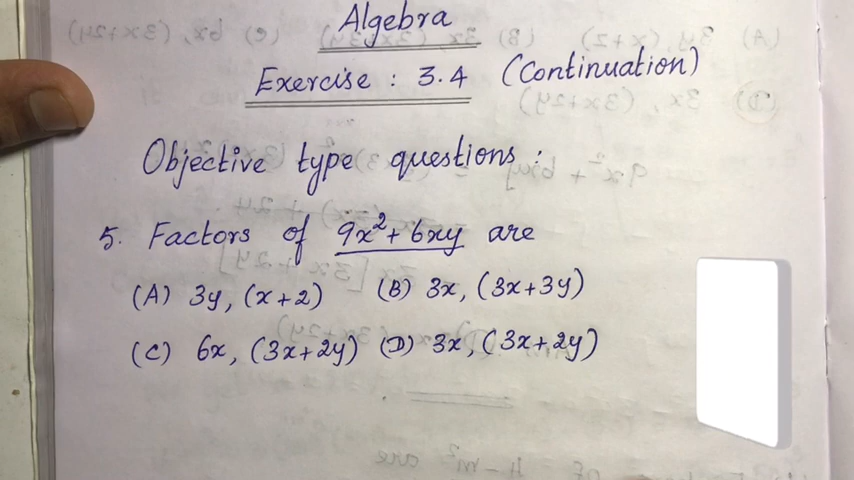 Algebra
Exercise : 3.4 (Continuation)
Objective type questions :
5. Factors of 9x² + 6xy are
(A) 3y, (x+2) (B) 3x, (3x+3y)
(C) 6x, (3x+2y) (D) 3x, (3x+2y)